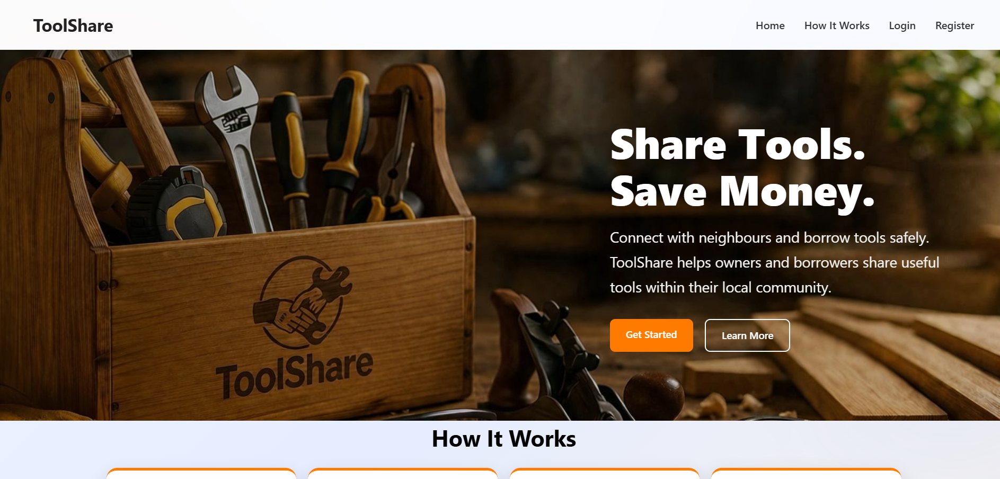 ToolShare
Home How It Works Login Register
Share Tools.
Save Money.
Connect with neighbours and borrow tools safely.
ToolShare helps owners and borrowers share useful
tools within their local community.
Get Started Learn More
ToolShare
How It Works